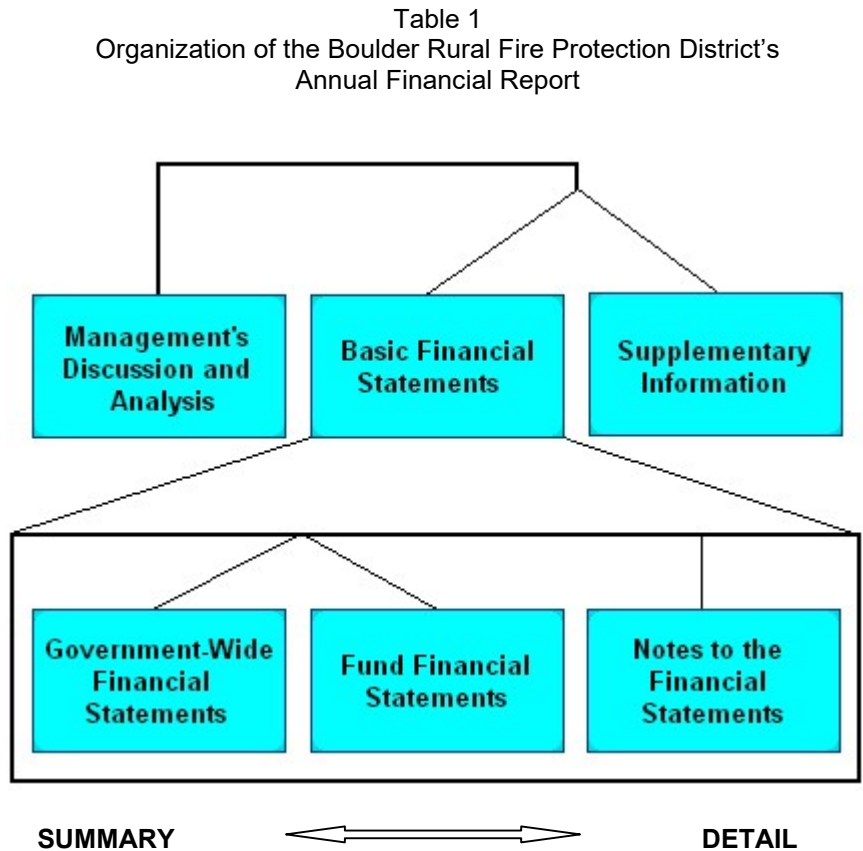 Table 1
Organization of the Boulder Rural Fire Protection District’s
Annual Financial Report
Management's
Discussion and
Analysis
Basic Financial
Statements
Supplementary
Information
Government-Wide
Financial
Statements
Fund Financial
Statements
Notes to the
Financial
Statements
SUMMARY
DETAIL